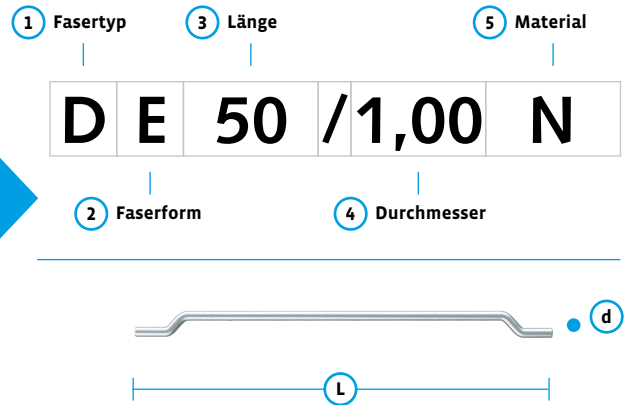 1 Fasertyp 3 Länge 5 Material
D E 50 /1,00 N
2 Faserform 4 Durchmesser
d
L